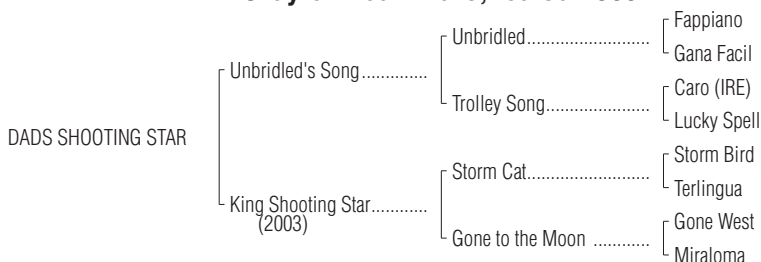 Fappiano
Unbridled......................
Gana Facil
Unbridled's Song.............
Caro (IRE)
Trolley Song......................
Lucky Spell
DADS SHOOTING STAR
Storm Bird
Storm Cat......................
Terlingua
King Shooting Star...........
(2003)
Gone West
Gone to the Moon ...........
Miraloma